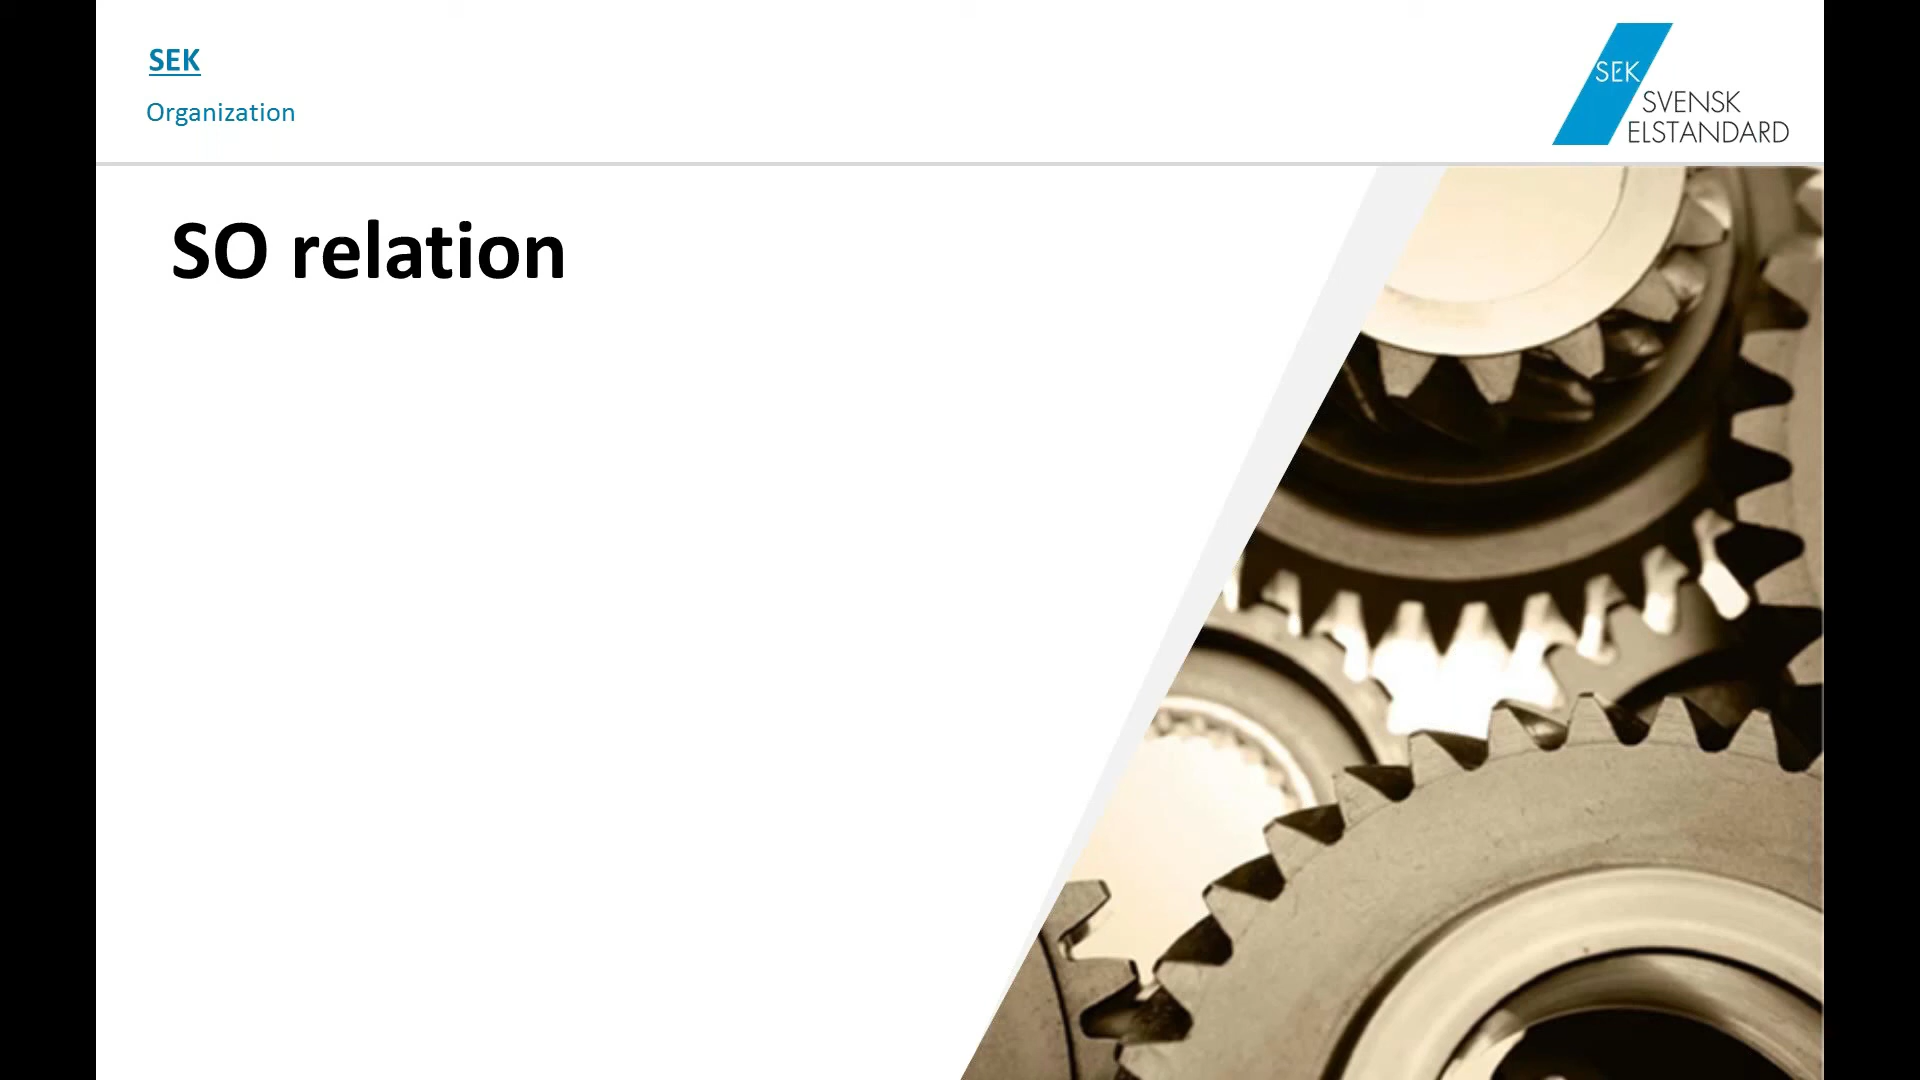 SEK
Organization
SEK
SVENSK
ELSTANDARD
SO relation